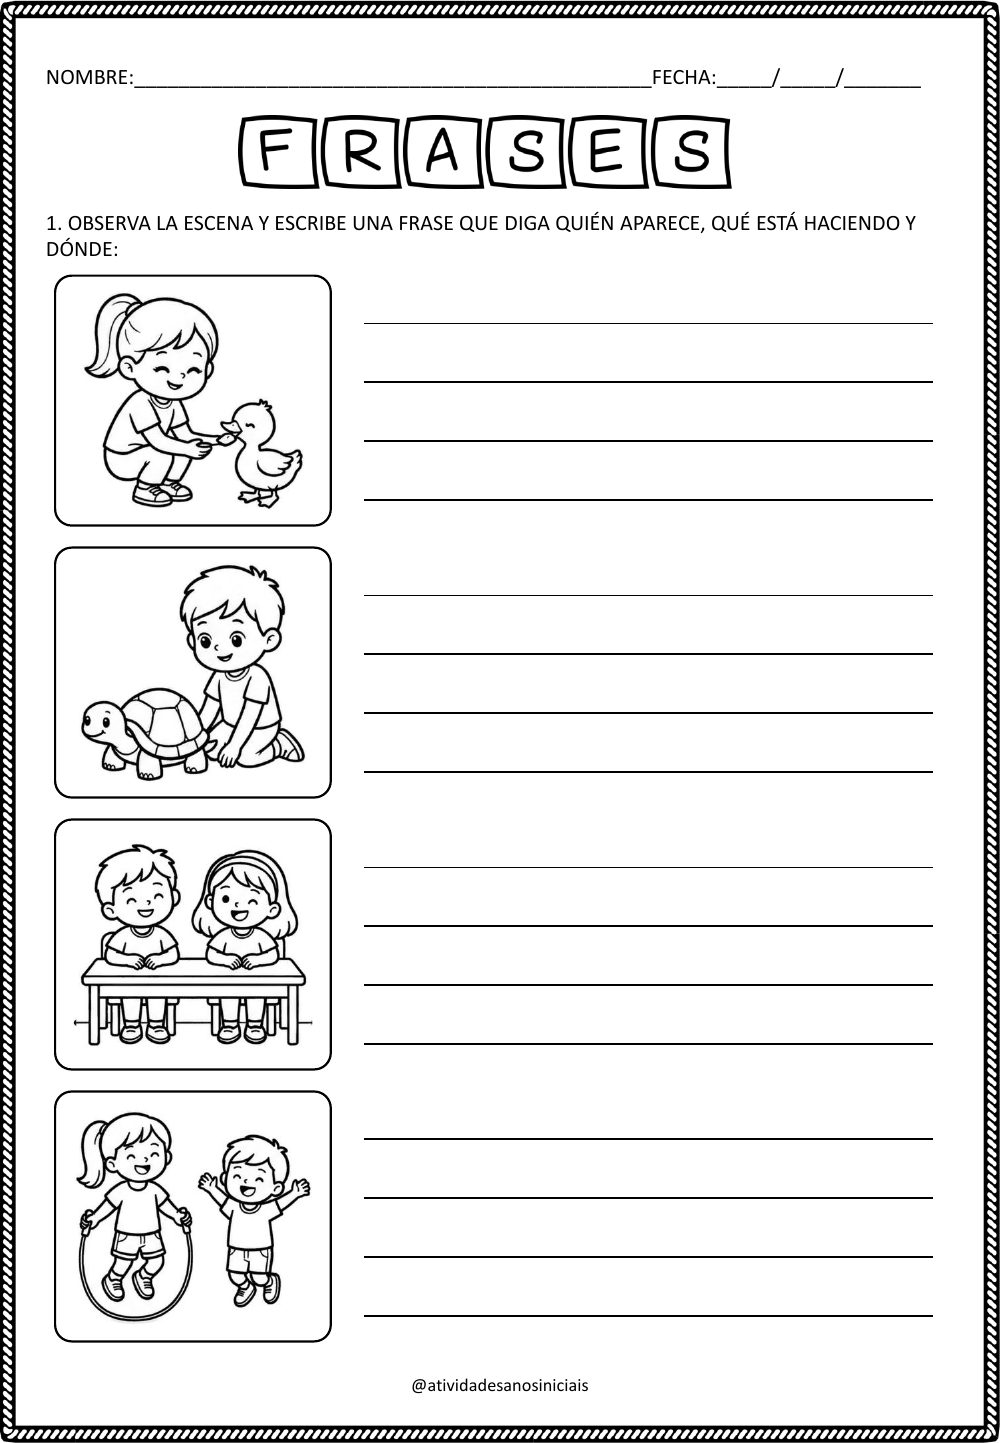 NOMBRE:_______________________________________________FECHA:_____/_____/_______
FRASES
1. OBSERVA LA ESCENA Y ESCRIBE UNA FRASE QUE DIGA QUIÉN APARECE, QUÉ ESTÁ HACIENDO Y
DÓNDE:
@atividadesanosiniciais